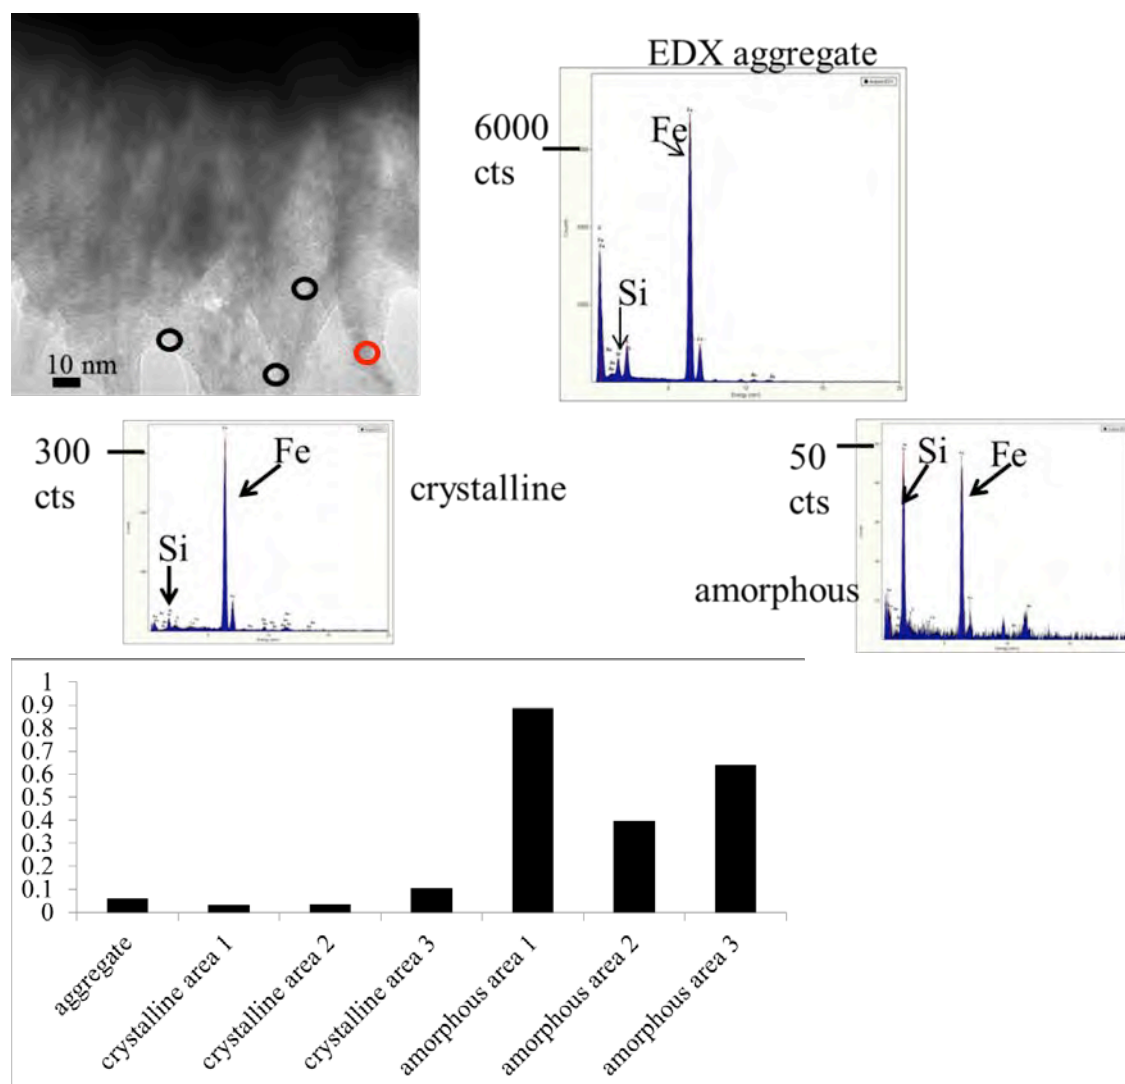 10 nm
EDX aggregate
6000
cts
Fe
Si
300
cts
Fe
Si
crystalline
50
cts
Si
Fe
amorphous
1
0.9
0.8
0.7
0.6
0.5
0.4
0.3
0.2
0.1
0
aggregate
crystalline area 1
crystalline area 2
crystalline area 3
amorphous area 1
amorphous area 2
amorphous area 3